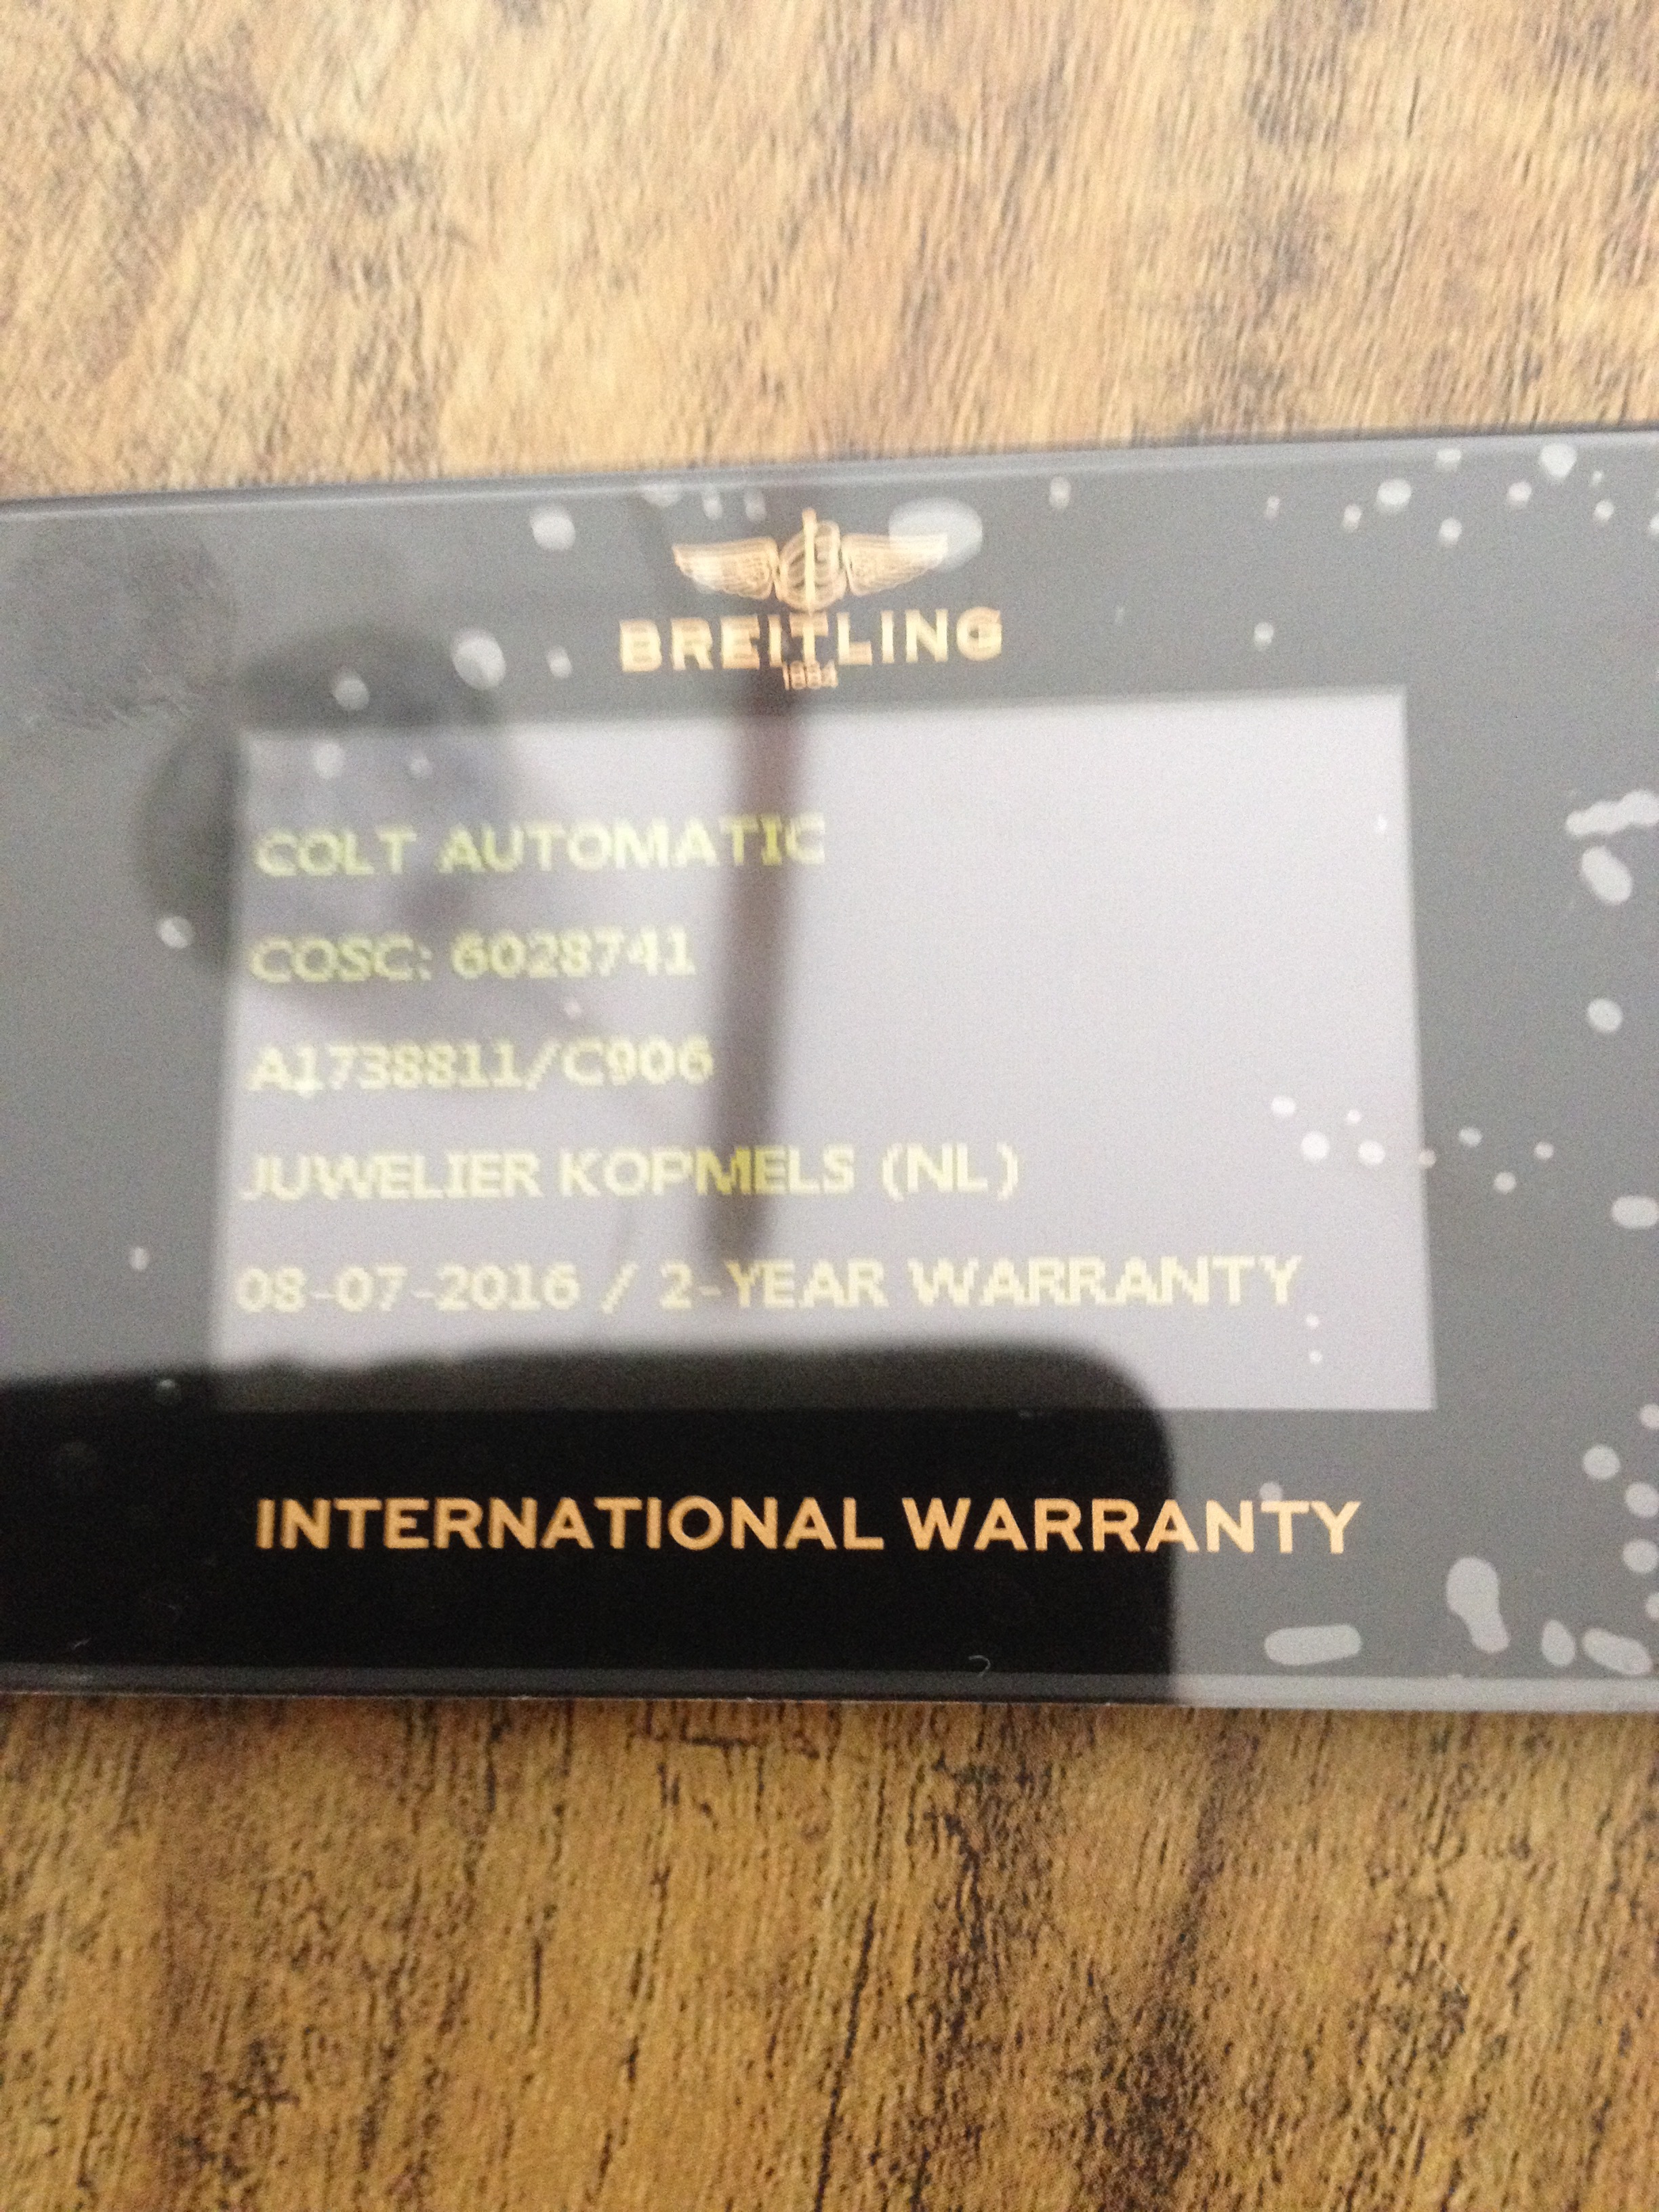 BREITLING
1884
COLT AUTOMATIC
COSC: 6028741
A1738811/C906
JUWELIER KOPMELS (NL)
08-07-2016 / 2-YEAR WARRANTY
INTERNATIONAL WARRANTY